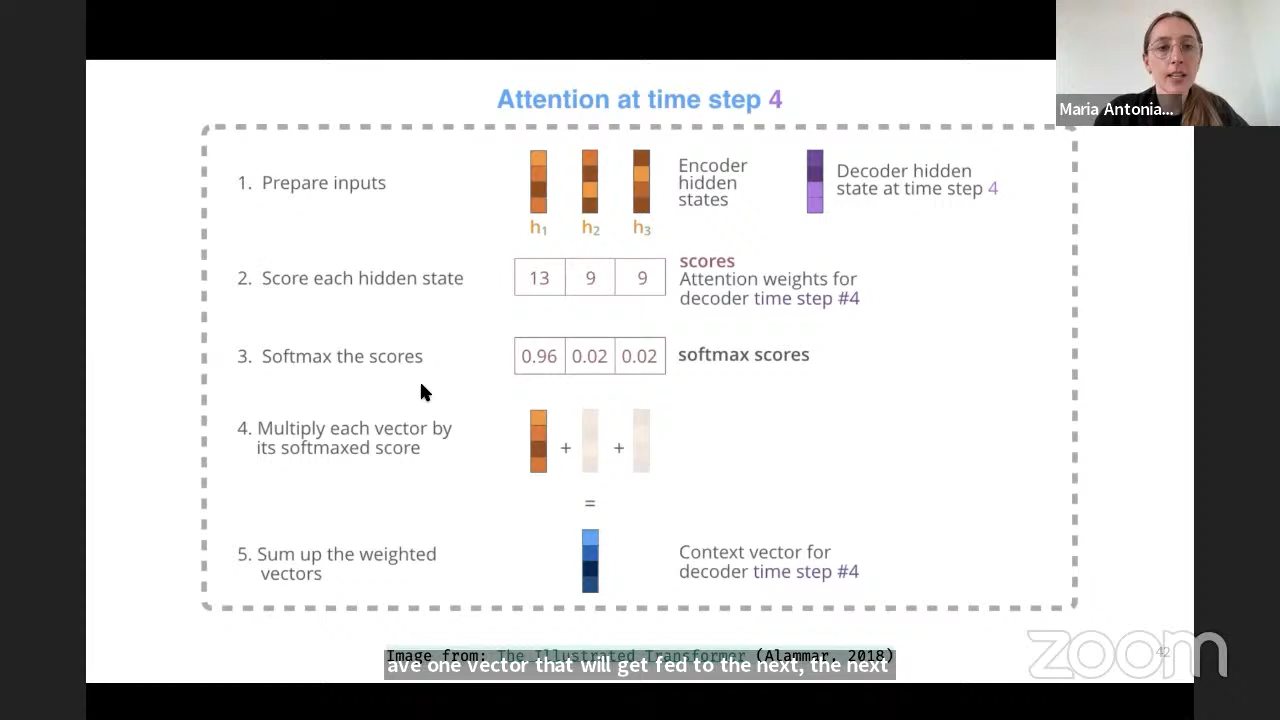 Maria Antonia...
Attention at time step 4
1. Prepare inputs
h1
h2
h3
Encoder
hidden
states
Decoder hidden
state at time step 4
2. Score each hidden state
13 9 9
scores
Attention weights for
decoder time step #4
3. Softmax the scores
0.96 0.02 0.02
softmax scores
4. Multiply each vector by
its softmaxed score
+ +
=
5. Sum up the weighted
vectors
Context vector for
decoder time step #4
Image from: The Illustrated Transformer (Alammar, 2018)
ave one vector that will get fed to the next, the next
zoom
42